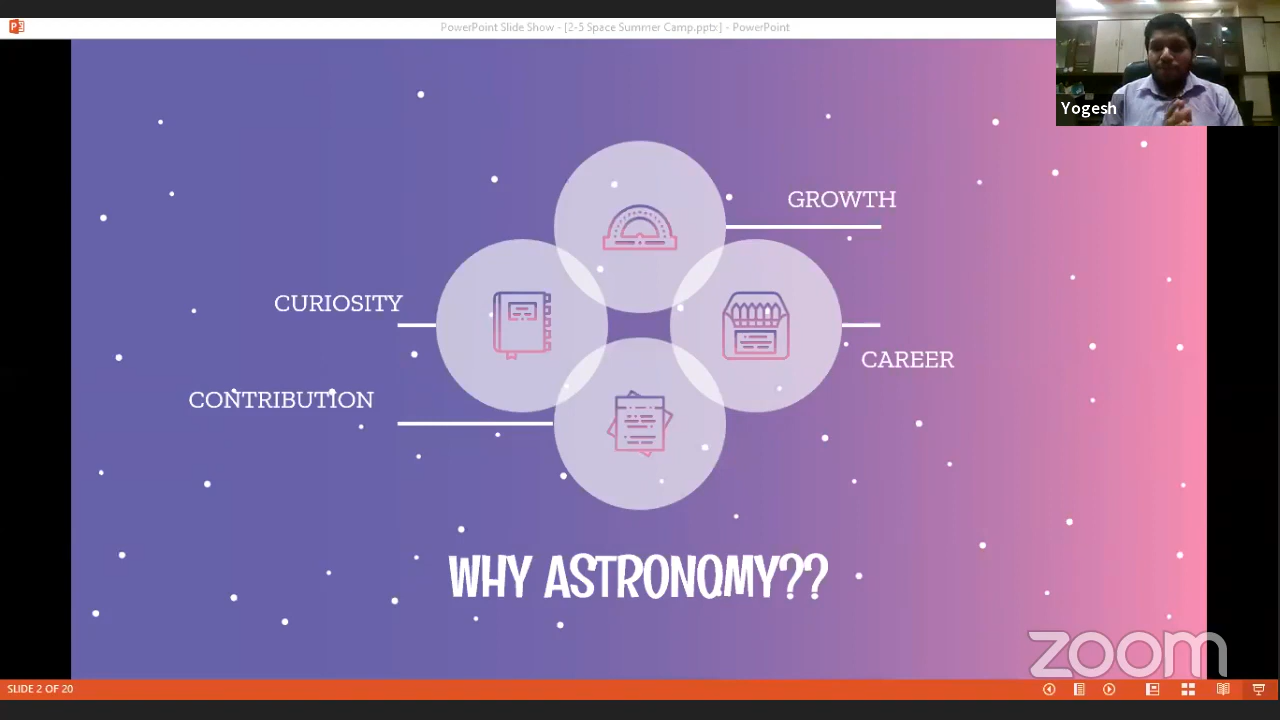 PowerPoint Slide Show - [2-5 Space Summer Camp.pptx] - PowerPoint
Yogesh
GROWTH
CURIOSITY
CAREER
CONTRIBUTION
WHY ASTRONOMY??
zoom
SLIDE 2 OF 20